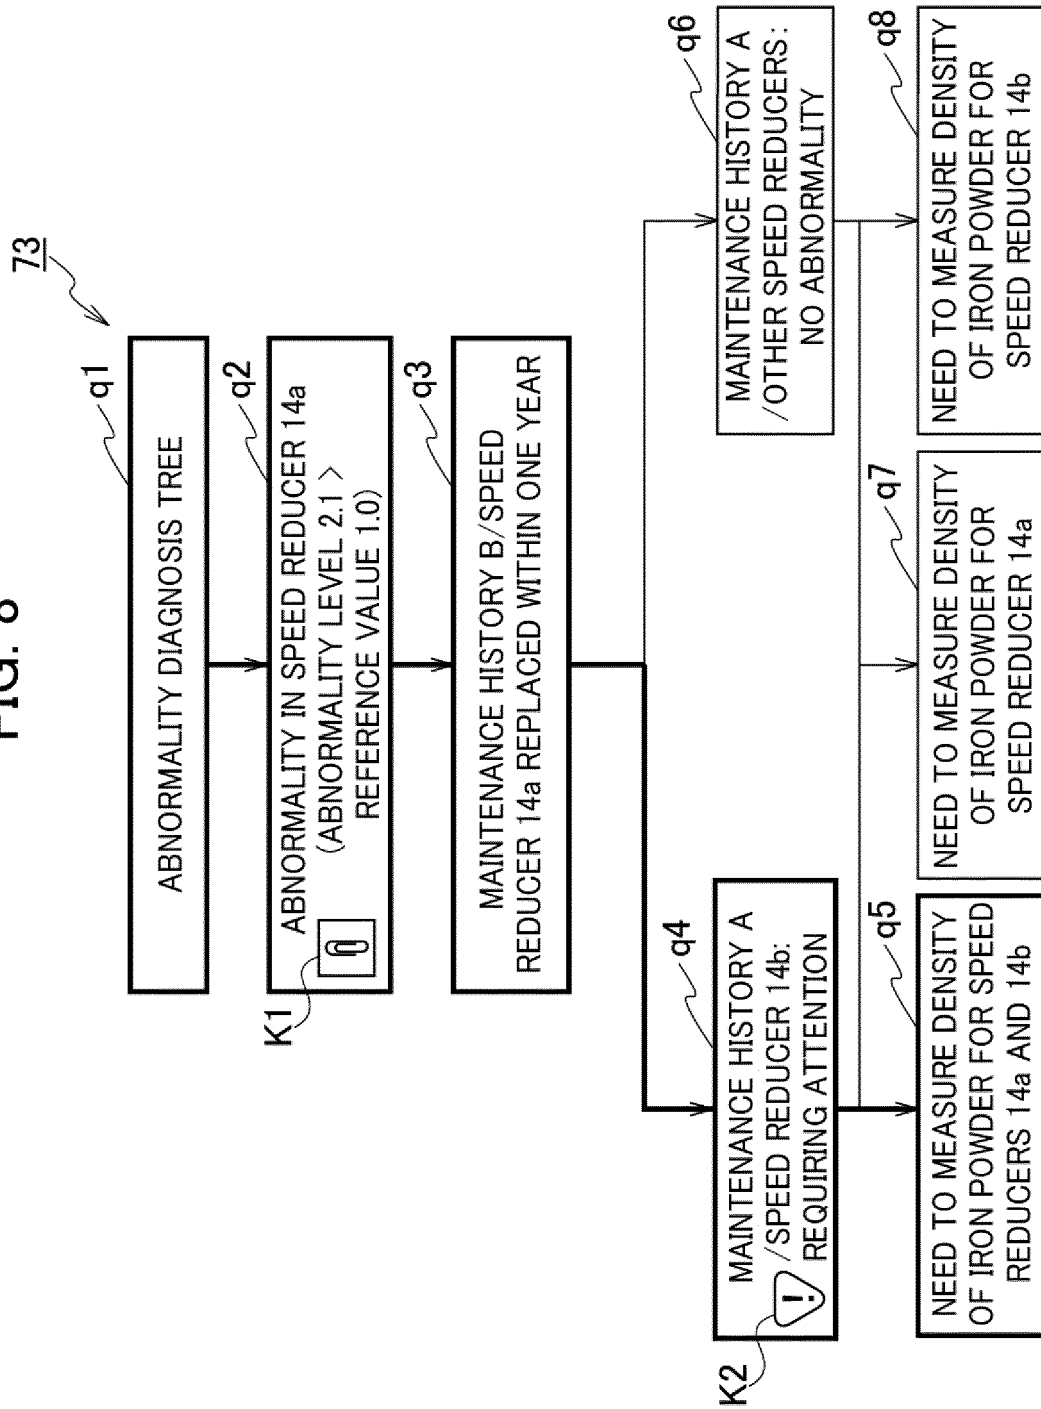 FIG. 8
73
q1
ABNORMALITY DIAGNOSIS TREE
q2
ABNORMALITY IN SPEED REDUCER 14a
(ABNORMALITY LEVEL 2.1 >
REFERENCE VALUE 1.0)
K1
q3
MAINTENANCE HISTORY B/SPEED
REDUCER 14a REPLACED WITHIN ONE YEAR
q4
MAINTENANCE HISTORY A
/SPEED REDUCER 14b:
REQUIRING ATTENTION
!
K2
q6
MAINTENANCE HISTORY A
/OTHER SPEED REDUCERS:
NO ABNORMALITY
q5
NEED TO MEASURE DENSITY
OF IRON POWDER FOR SPEED
REDUCERS 14a AND 14b
q7
NEED TO MEASURE DENSITY
OF IRON POWDER FOR
SPEED REDUCER 14a
q8
NEED TO MEASURE DENSITY
OF IRON POWDER FOR
SPEED REDUCER 14b